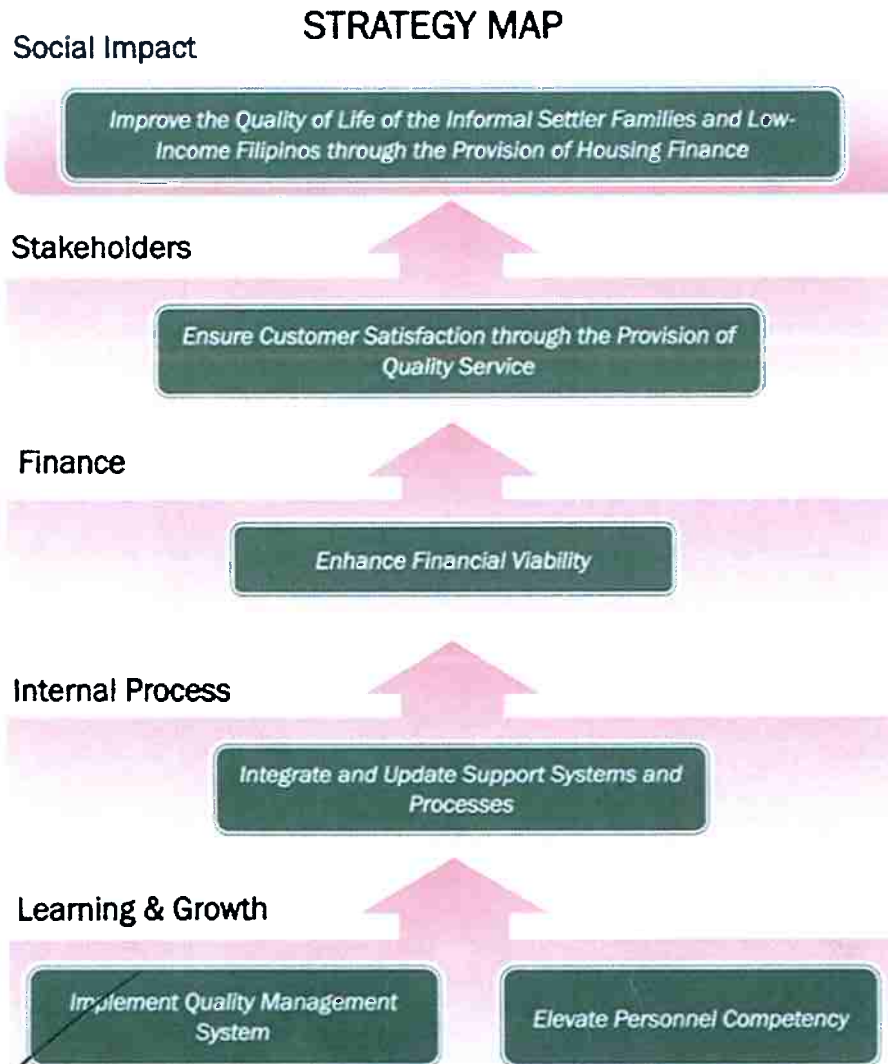 STRATEGY MAP
Social Impact
Improve the Quality of Life of the Informal Settler Families and Low-
Income Filipinos through the Provision of Housing Finance
Stakeholders
Ensure Customer Satisfaction through the Provision of
Quality Service
Finance
Enhance Financial Viability
Internal Process
Integrate and Update Support Systems and
Processes
Learning & Growth
Implement Quality Management
System
Elevate Personnel Competency